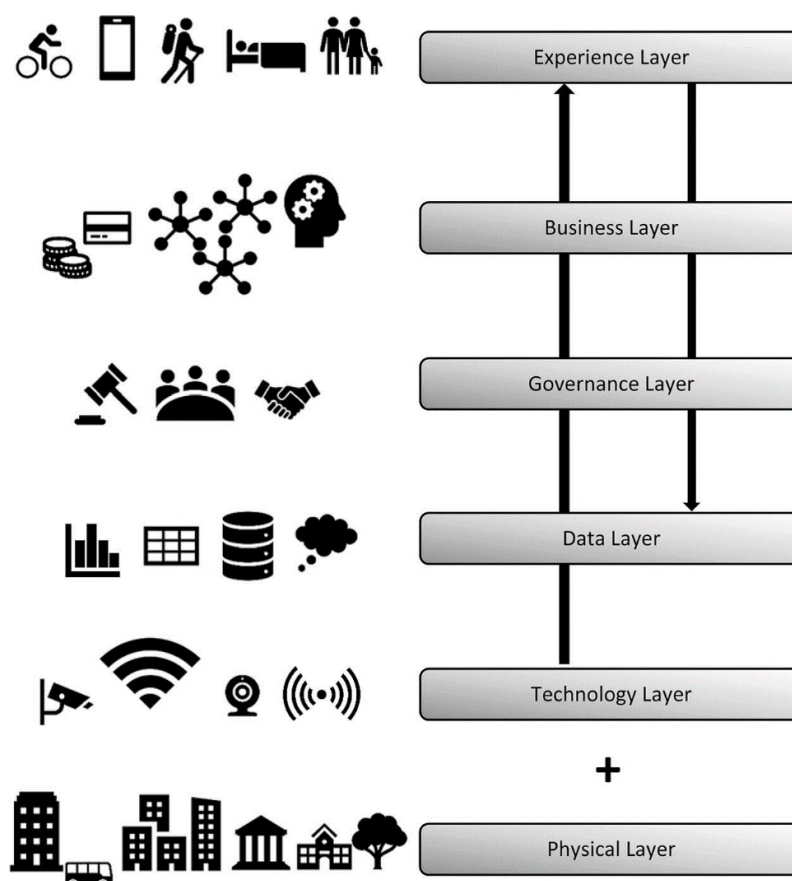 Experience Layer
Business Layer
Governance Layer
Data Layer
Technology Layer
+
Physical Layer